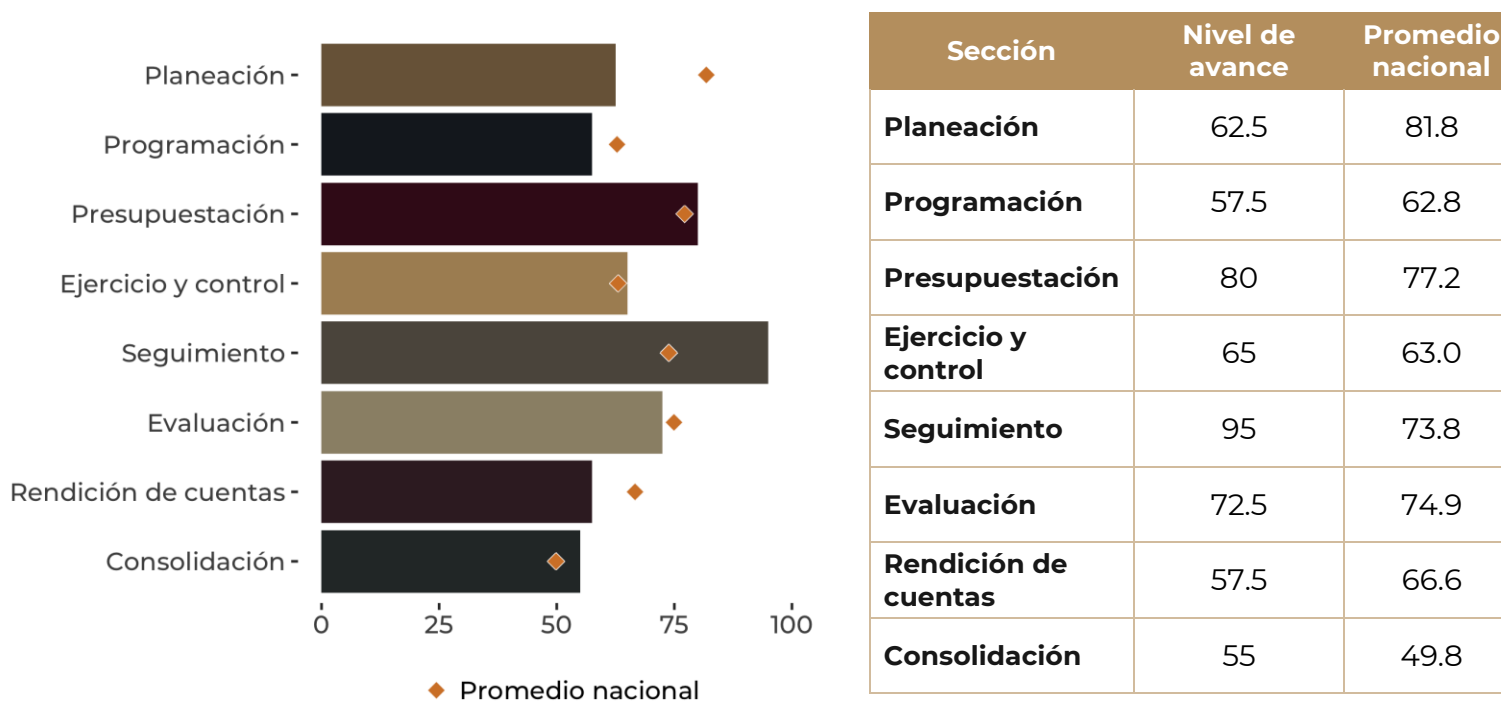 Planeación
Programación
Presupuestación
Ejercicio y control
Seguimiento
Evaluación
Rendición de cuentas
Consolidación
0 25 50 75 100
Promedio nacional
Sección Nivel de avance Promedio nacional
Planeación 62.5 81.8
Programación 57.5 62.8
Presupuestación 80 77.2
Ejercicio y control 65 63.0
Seguimiento 95 73.8
Evaluación 72.5 74.9
Rendición de cuentas 57.5 66.6
Consolidación 55 49.8